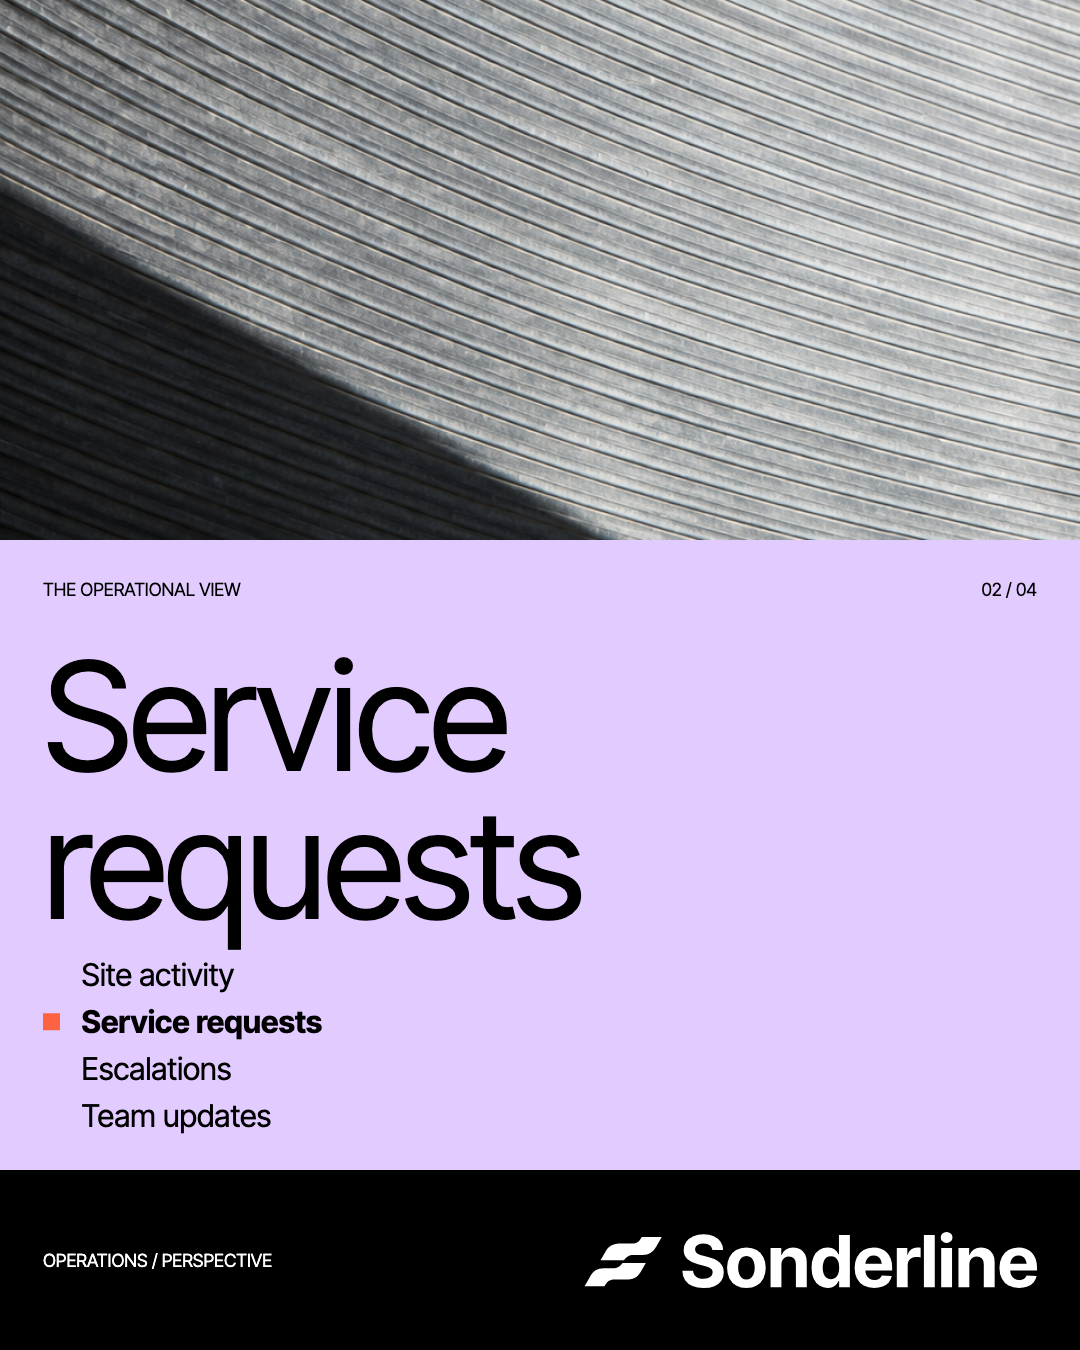 THE OPERATIONAL VIEW
02 / 04
Service
requests
Site activity
Service requests
Escalations
Team updates
OPERATIONS / PERSPECTIVE
Sonderline